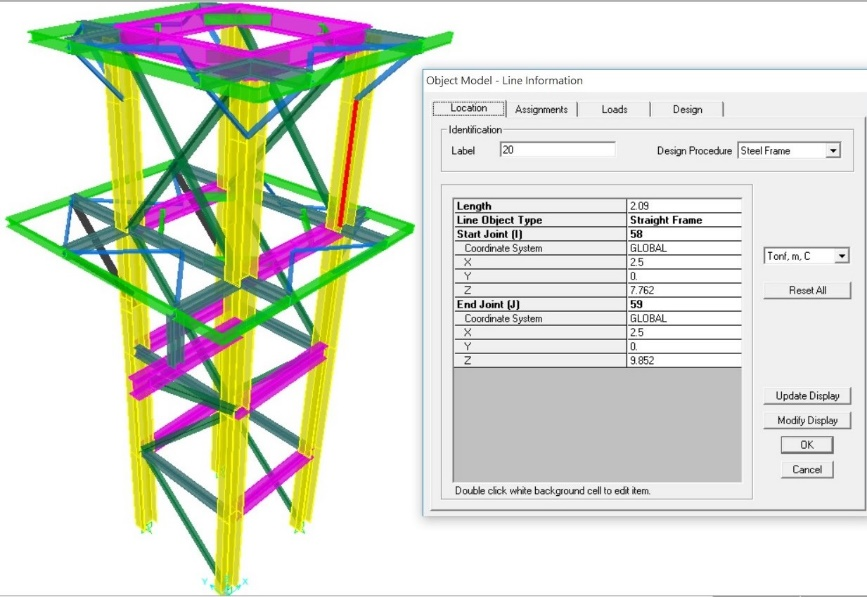 Object Model - Line Information
Location Assignments Loads Design
Identification
Label 20 Design Procedure Steel Frame
Length 2.09
Line Object Type Straight Frame
Start Joint (I) 58
Coordinate System GLOBAL
X 2.5
Y 0.
Z 7.762
End Joint (J) 59
Coordinate System GLOBAL
X 2.5
Y 0.
Z 9.852
Double click white background cell to edit item.
Tonf, m, C
Reset All
Update Display
Modify Display
OK
Cancel
Y X